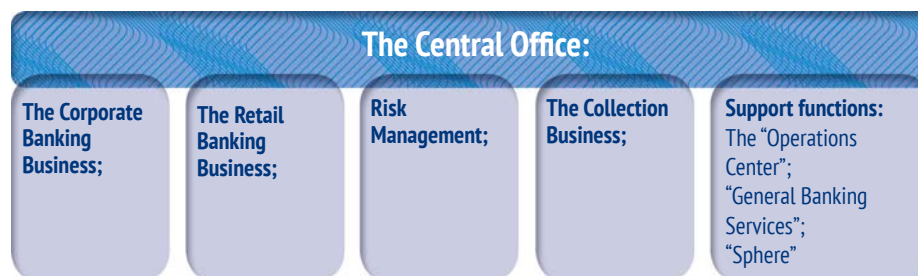 The Central Office:
The Corporate
Banking
Business;
The Retail
Banking
Business;
Risk
Management;
The Collection
Business;
Support functions:
The “Operations
Center”;
“General Banking
Services”;
“Sphere”